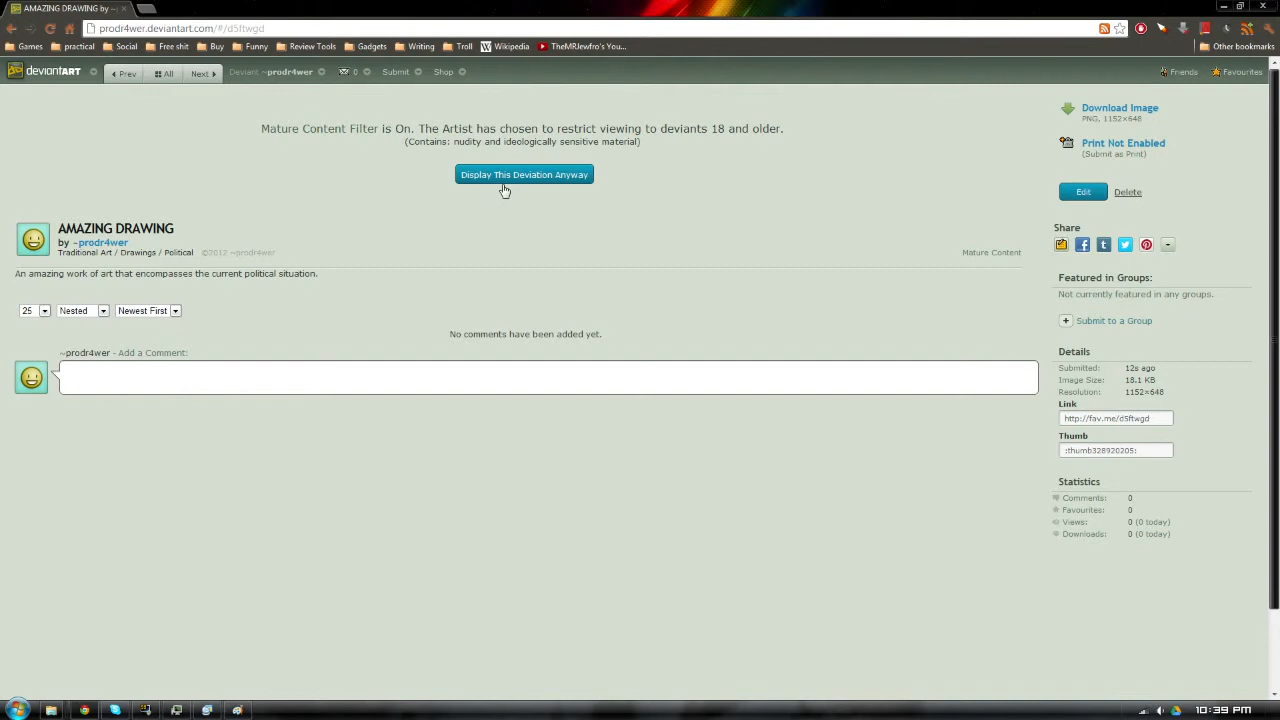 AMAZING DRAWING by ~
prodr4wer.deviantart.com/#/d5ftwgd
Games practical Social Free shit Buy Funny Review Tools Gadgets Writing Troll Wikipedia TheMRJewfro's You... Other bookmarks
deviantART Prev All Next Deviant ~prodr4wer 0 Submit Shop Friends Favourites
Mature Content Filter is On. The Artist has chosen to restrict viewing to deviants 18 and older.
(Contains: nudity and ideologically sensitive material)
Display This Deviation Anyway
AMAZING DRAWING
by ~prodr4wer
Traditional Art / Drawings / Political ©2012 ~prodr4wer Mature Content
An amazing work of art that encompasses the current political situation.
25 Nested Newest First
No comments have been added yet.
~prodr4wer - Add a Comment:
Download Image
PNG, 1152×648
Print Not Enabled
(Submit as Print)
Edit Delete
Share
Featured in Groups:
Not currently featured in any groups.
+ Submit to a Group
Details
Submitted: 12s ago
Image Size: 18.1 KB
Resolution: 1152×648
Link
http://fav.me/d5ftwgd
Thumb
:thumb328920205:
Statistics
Comments: 0
Favourites: 0
Views: 0 (0 today)
Downloads: 0 (0 today)
10:39 PM